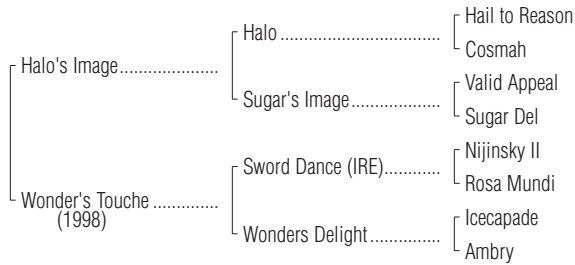 Hail to Reason
Halo ................................
Cosmah
Halo's Image....................
Valid Appeal
Sugar's Image..................
Sugar Del
Nijinsky II
Sword Dance (IRE)...........
Rosa Mundi
Wonder's Touche .............
(1998)
Icecapade
Wonders Delight..............
Ambry